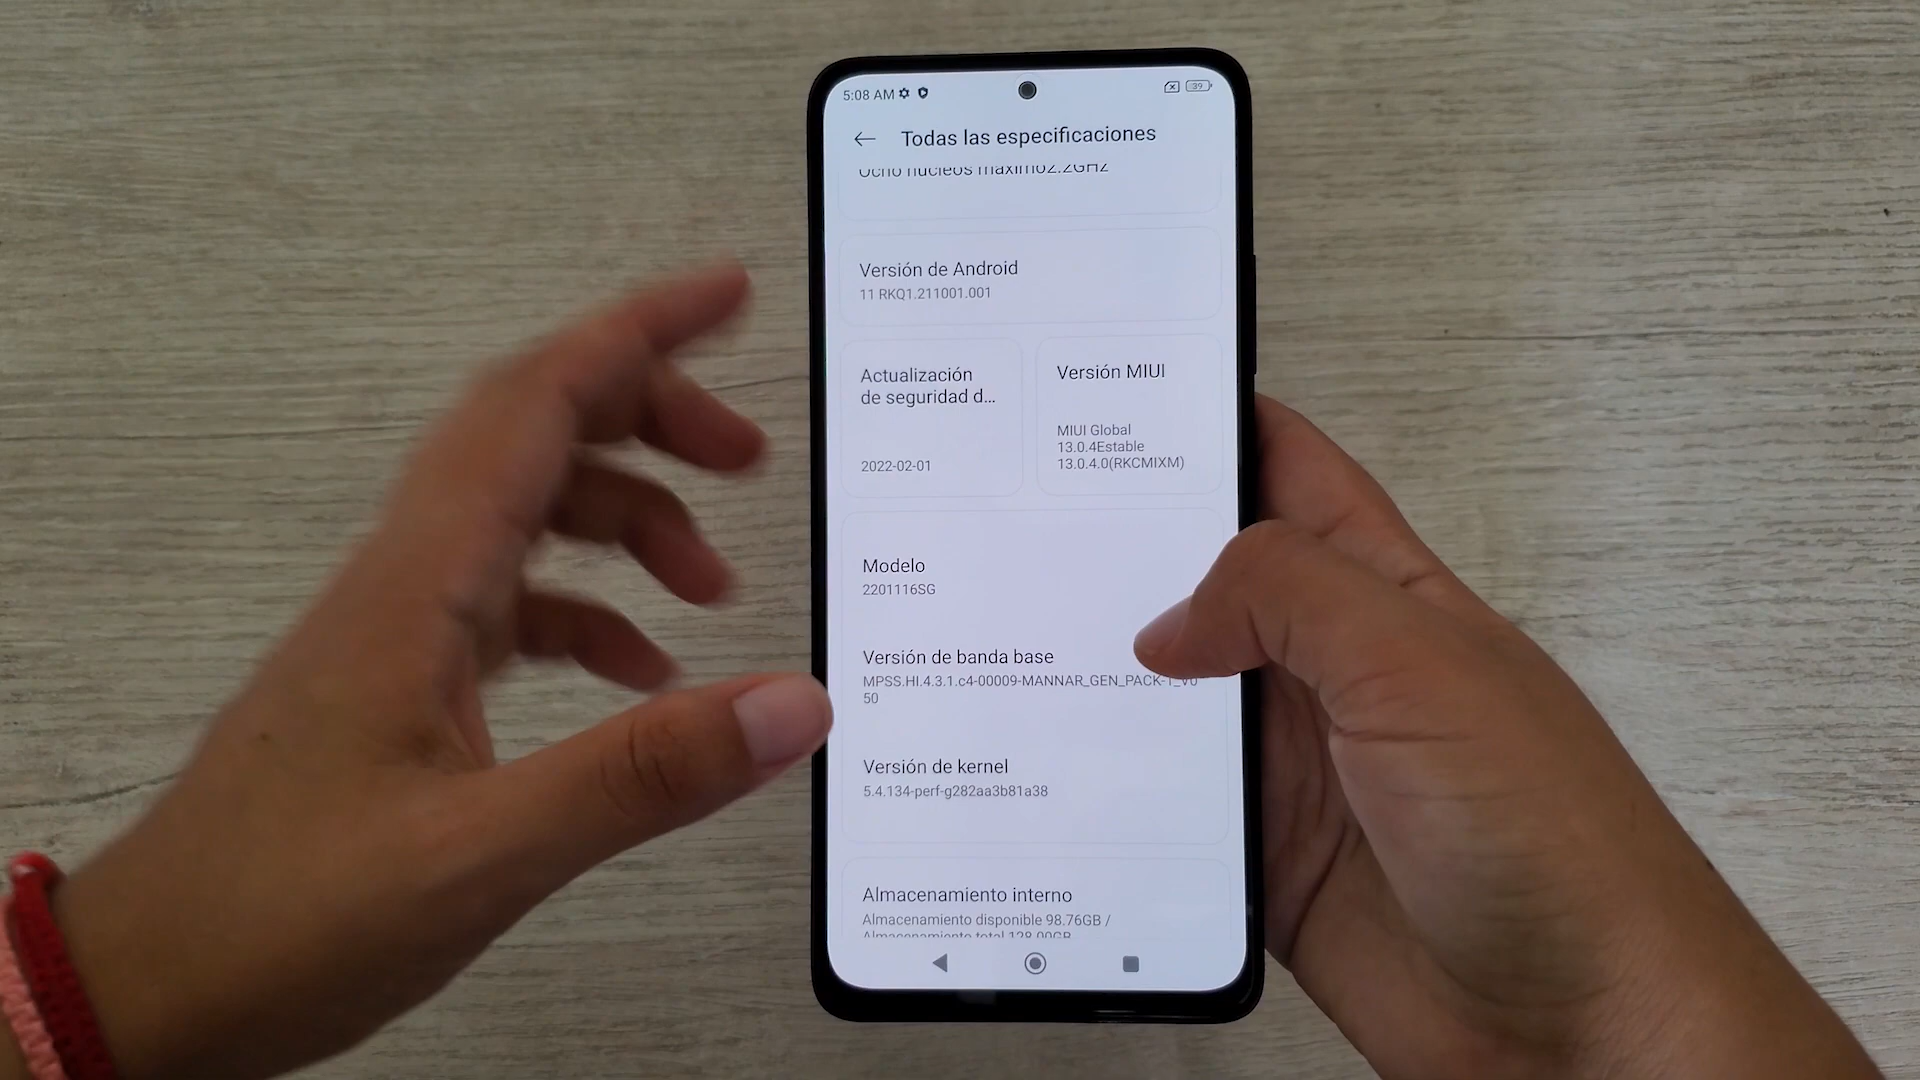 5:08 AM
39
Todas las especificaciones
Ocho núcleos máximo2.2GHz
Versión de Android
11 RKQ1.211001.001
Actualización
de seguridad d...
2022-02-01
Versión MIUI
MIUI Global
13.0.4Estable
13.0.4.0(RKCMIXM)
Modelo
2201116SG
Versión de banda base
MPSS.HI.4.3.1.c4-00009-MANNAR_GEN_PACK-1_V0
50
Versión de kernel
5.4.134-perf-g282aa3b81a38
Almacenamiento interno
Almacenamiento disponible 98.76GB /
Almacenamiento total 128.00GB